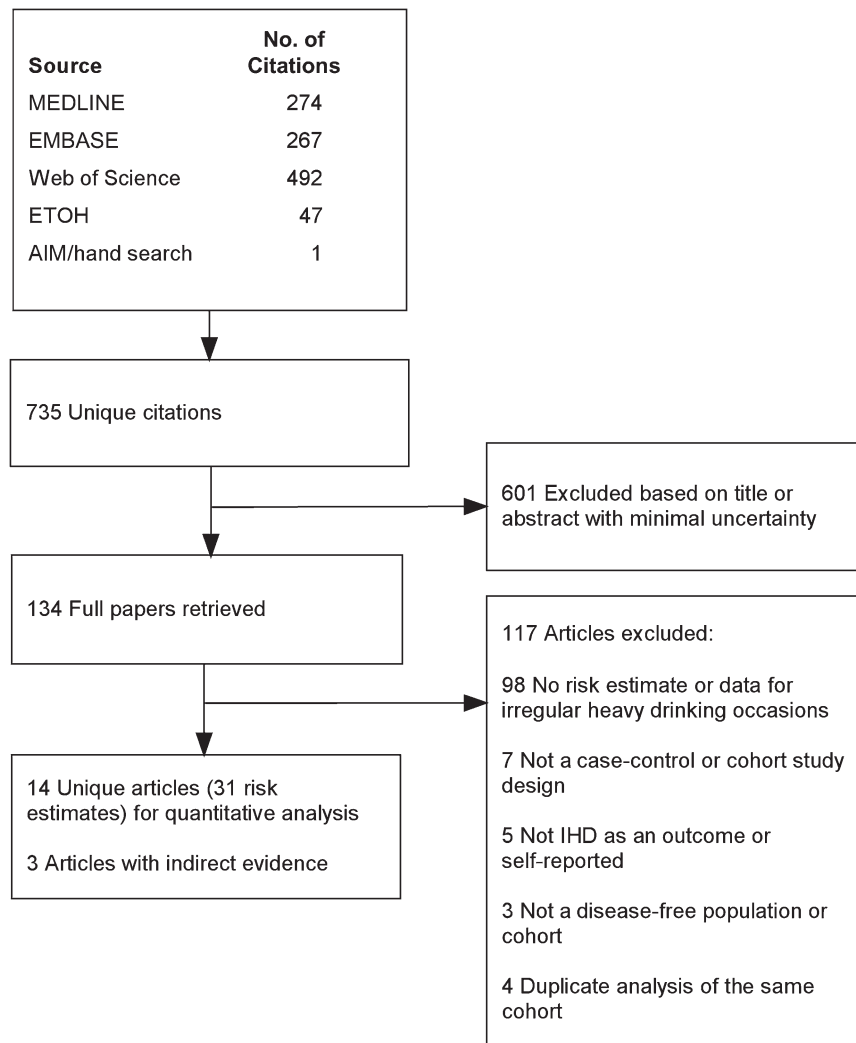 No. of
Source Citations
MEDLINE 274
EMBASE 267
Web of Science 492
ETOH 47
AIM/hand search 1
735 Unique citations
601 Excluded based on title or
abstract with minimal uncertainty
134 Full papers retrieved
117 Articles excluded:
98 No risk estimate or data for
irregular heavy drinking occasions
7 Not a case-control or cohort study
design
5 Not IHD as an outcome or
self-reported
3 Not a disease-free population or
cohort
4 Duplicate analysis of the same
cohort
14 Unique articles (31 risk
estimates) for quantitative analysis
3 Articles with indirect evidence